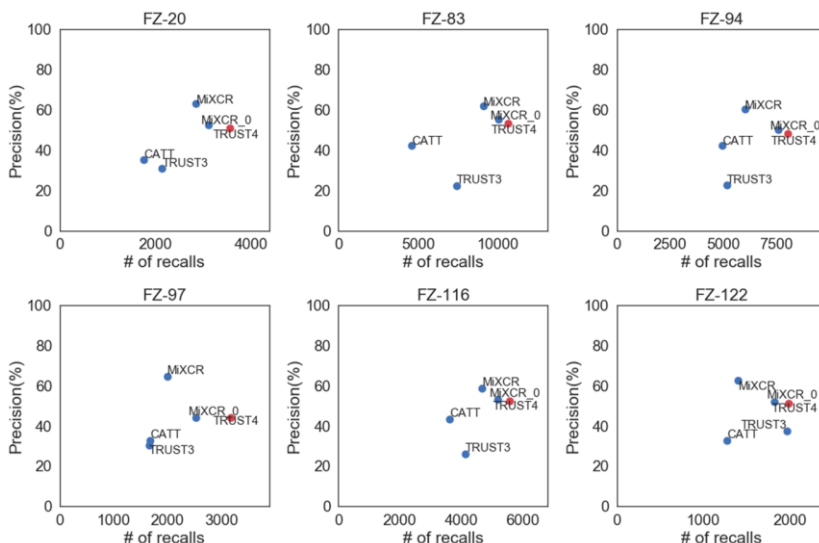 FZ-20
100
80
60
40
20
0
Precision(%)
MiXCR
MiXCR_0
TRUST4
CATT
TRUST3
0
2000
4000
# of recalls
FZ-83
100
80
60
40
20
0
Precision(%)
MiXCR
MiXCR_0
TRUST4
CATT
TRUST3
0
5000
10000
# of recalls
FZ-94
100
80
60
40
20
0
Precision(%)
MiXCR
MiXCR_0
TRUST4
CATT
TRUST3
0
2500
5000
7500
# of recalls
FZ-97
100
80
60
40
20
0
Precision(%)
MiXCR
MiXCR_0
TRUST4
CATT
TRUST3
0
1000
2000
3000
# of recalls
FZ-116
100
80
60
40
20
0
Precision(%)
MiXCR
MiXCR_0
TRUST4
CATT
TRUST3
0
2000
4000
6000
# of recalls
FZ-122
100
80
60
40
20
0
Precision(%)
MiXCR
MiXCR_0
TRUST4
TRUST3
CATT
0
1000
2000
# of recalls